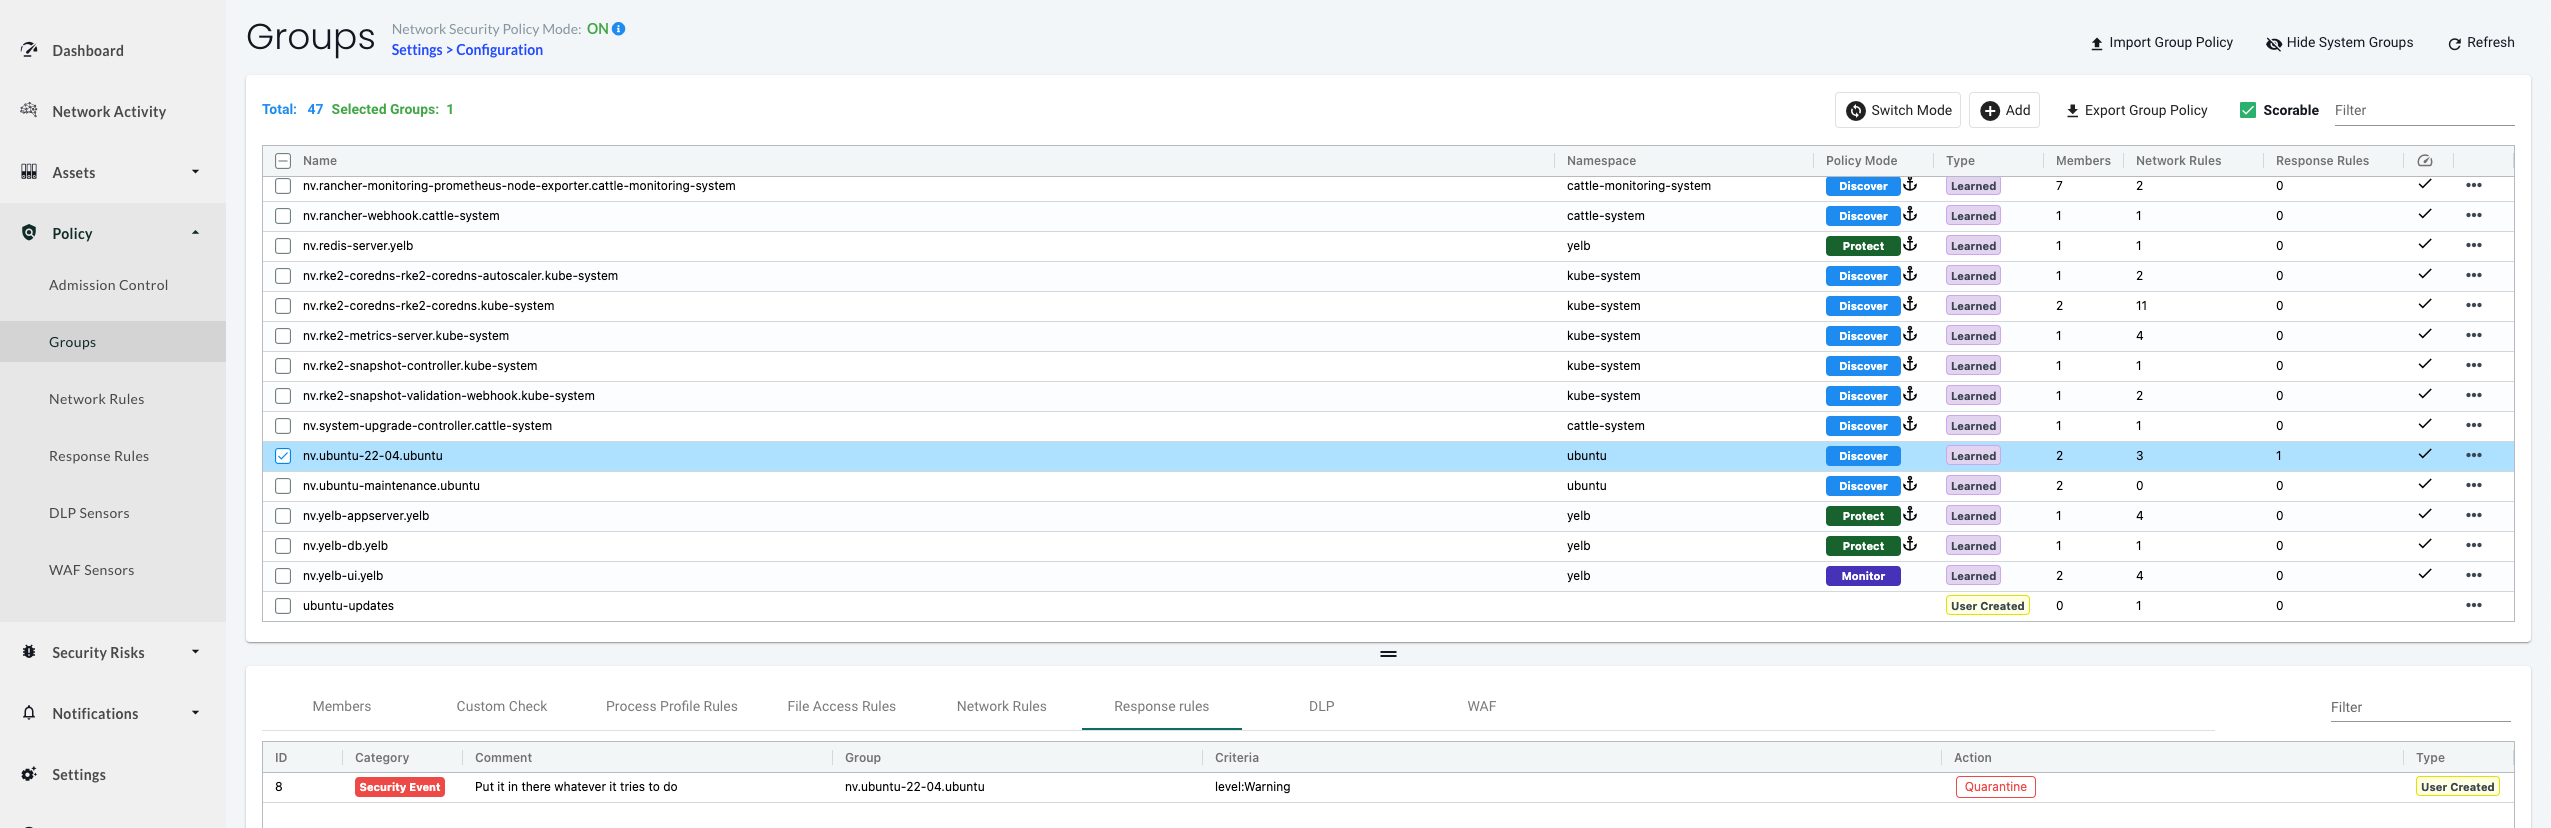 Dashboard
Network Activity
Assets
Policy
Admission Control
Groups
Network Rules
Response Rules
DLP Sensors
WAF Sensors
Security Risks
Notifications
Settings
Groups
Network Security Policy Mode: ON
Settings > Configuration
Import Group Policy Hide System Groups Refresh
Total: 47 Selected Groups: 1
Switch Mode Add Export Group Policy Scorable Filter
Name Namespace Policy Mode Type Members Network Rules Response Rules
nv.rancher-monitoring-prometheus-node-exporter.cattle-monitoring-system cattle-monitoring-system Discover Learned 7 2 0
nv.rancher-webhook.cattle-system cattle-system Discover Learned 1 1 0
nv.redis-server.yelb yelb Protect Learned 1 1 0
nv.rke2-coredns-rke2-coredns-autoscaler.kube-system kube-system Discover Learned 1 2 0
nv.rke2-coredns-rke2-coredns.kube-system kube-system Discover Learned 2 11 0
nv.rke2-metrics-server.kube-system kube-system Discover Learned 1 4 0
nv.rke2-snapshot-controller.kube-system kube-system Discover Learned 1 1 0
nv.rke2-snapshot-validation-webhook.kube-system kube-system Discover Learned 1 2 0
nv.system-upgrade-controller.cattle-system cattle-system Discover Learned 1 1 0
nv.ubuntu-22-04.ubuntu ubuntu Discover Learned 2 3 1
nv.ubuntu-maintenance.ubuntu ubuntu Discover Learned 2 0 0
nv.yelb-appserver.yelb yelb Protect Learned 1 4 0
nv.yelb-db.yelb yelb Protect Learned 1 1 0
nv.yelb-ui.yelb yelb Monitor Learned 2 4 0
ubuntu-updates User Created 0 1 0
Members Custom Check Process Profile Rules File Access Rules Network Rules Response rules DLP WAF Filter
ID Category Comment Group Criteria Action Type
8 Security Event Put it in there whatever it tries to do nv.ubuntu-22-04.ubuntu level:Warning Quarantine User Created